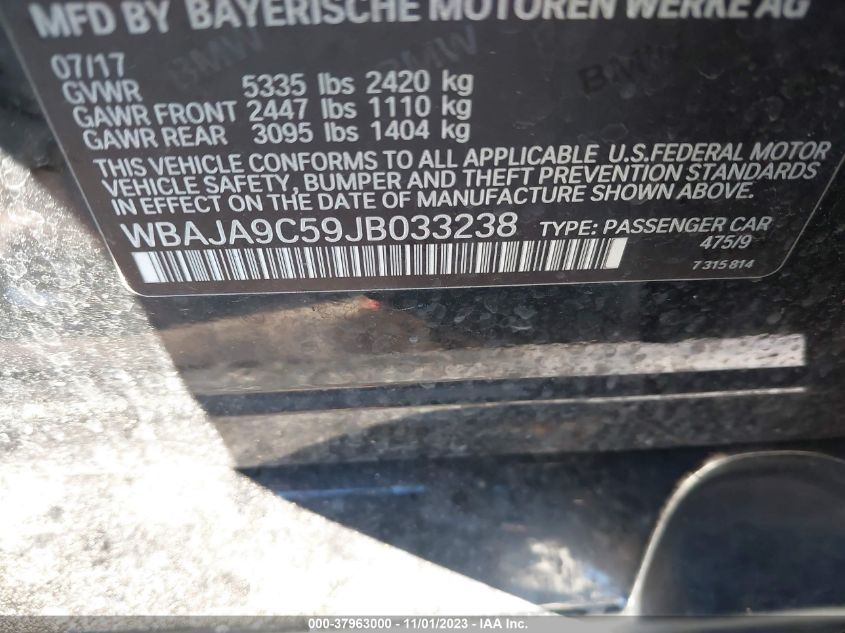 MFD BY BAYERISCHE MOTOREN WERKE AG
07/17
GVWR 5335 lbs 2420 kg
GAWR FRONT 2447 lbs 1110 kg
GAWR REAR 3095 lbs 1404 kg
THIS VEHICLE CONFORMS TO ALL APPLICABLE U.S.FEDERAL MOTOR
VEHICLE SAFETY, BUMPER AND THEFT PREVENTION STANDARDS
IN EFFECT ON THE DATE OF MANUFACTURE SHOWN ABOVE.
WBAJA9C59JB033238 TYPE: PASSENGER CAR
475/9
7 315 814
BMW
BMW
BMW
000-37963000 - 11/01/2023 - IAA Inc.